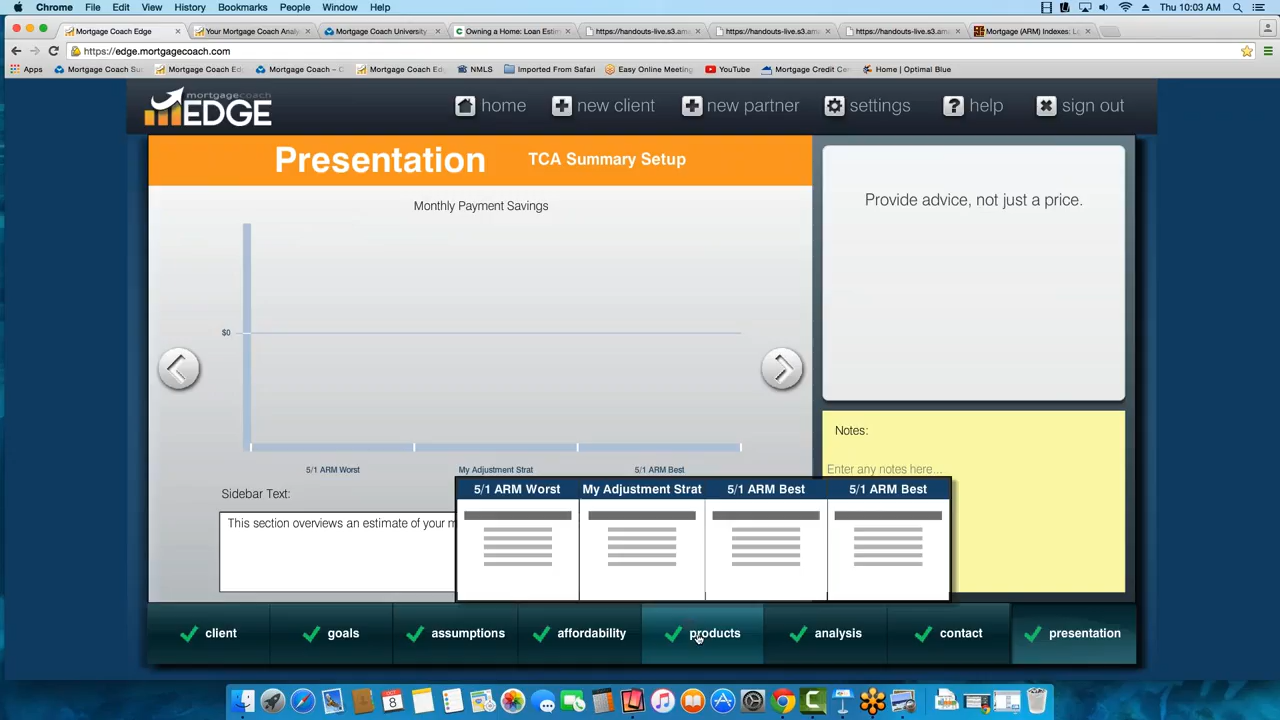 Chrome File Edit View History Bookmarks People Window Help
Thu 10:03 AM
Mortgage Coach Edge
Your Mortgage Coach Analy
Mortgage Coach University
Owning a Home: Loan Estim
https://handouts-live.s3.ama
https://handouts-live.s3.ama
https://handouts-live.s3.ama
Mortgage (ARM) Indexes: L
https://edge.mortgagecoach.com
Apps
Mortgage Coach Su
Mortgage Coach Ed
Mortgage Coach – C
Mortgage Coach Ed
NMLS
Imported From Safari
Easy Online Meeting
YouTube
Mortgage Credit Ce
Home | Optimal Blue
mortgagecoach
EDGE
home
new client
new partner
settings
help
sign out
Presentation
TCA Summary Setup
Monthly Payment Savings
$0
5/1 ARM Worst
My Adjustment Strat
5/1 ARM Best
Sidebar Text:
This section overviews an estimate of your m
5/1 ARM Worst
My Adjustment Strat
5/1 ARM Best
5/1 ARM Best
Provide advice, not just a price.
Notes:
Enter any notes here...
client
goals
assumptions
affordability
products
analysis
contact
presentation
OCT
8